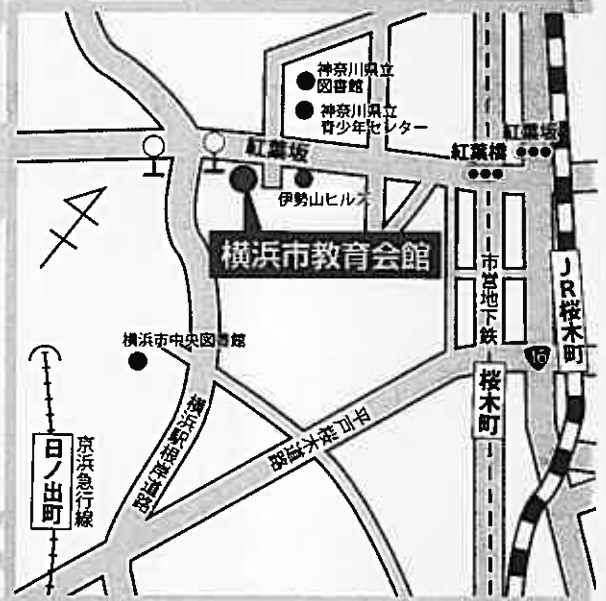 神奈川県立
図書館
神奈川県立
青少年センター
紅葉坂
紅葉坂
紅葉橋
伊勢山ヒルズ
横浜市教育会館
市営地下鉄
JR桜木町
横浜市中央図書館
16
桜木町
横浜駅根岸道路
平戸桜木道路
京浜急行線
日ノ出町